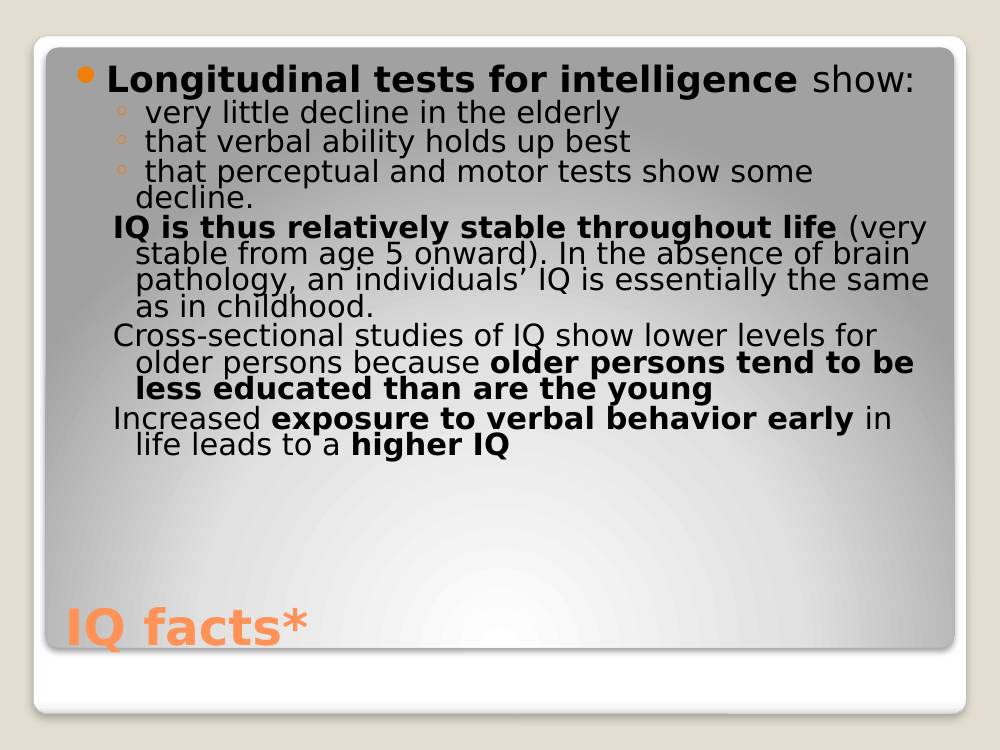 Longitudinal tests for intelligence show:
very little decline in the elderly
that verbal ability holds up best
that perceptual and motor tests show some
decline.
IQ is thus relatively stable throughout life (very
stable from age 5 onward). In the absence of brain
pathology, an individuals’ IQ is essentially the same
as in childhood.
Cross-sectional studies of IQ show lower levels for
older persons because older persons tend to be
less educated than are the young
Increased exposure to verbal behavior early in
life leads to a higher IQ
IQ facts*